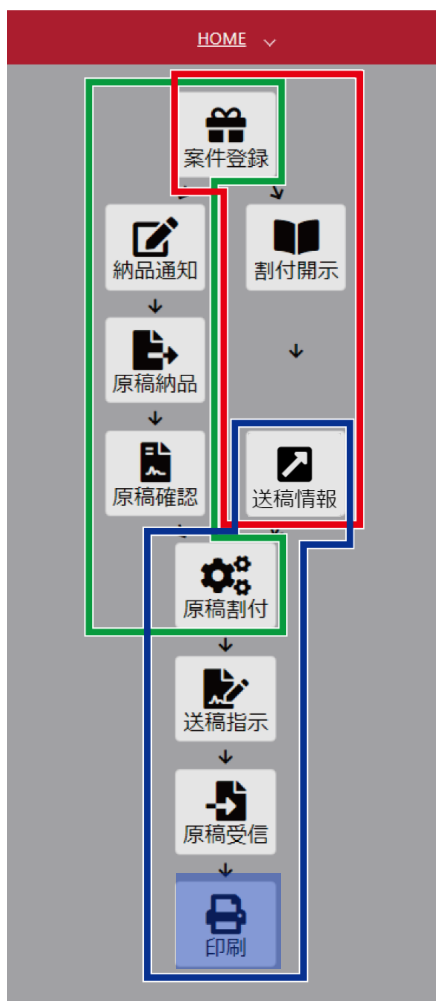 HOME
案件登録
納品通知
割付開示
原稿納品
原稿確認
送稿情報
原稿割付
送稿指示
原稿受信
印刷